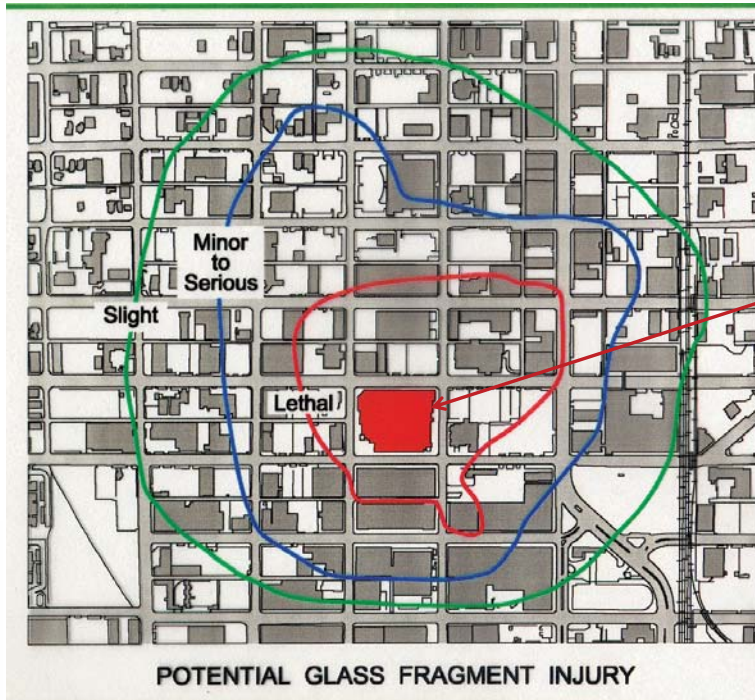 Minor
to
Serious
Slight
Lethal
POTENTIAL GLASS FRAGMENT INJURY